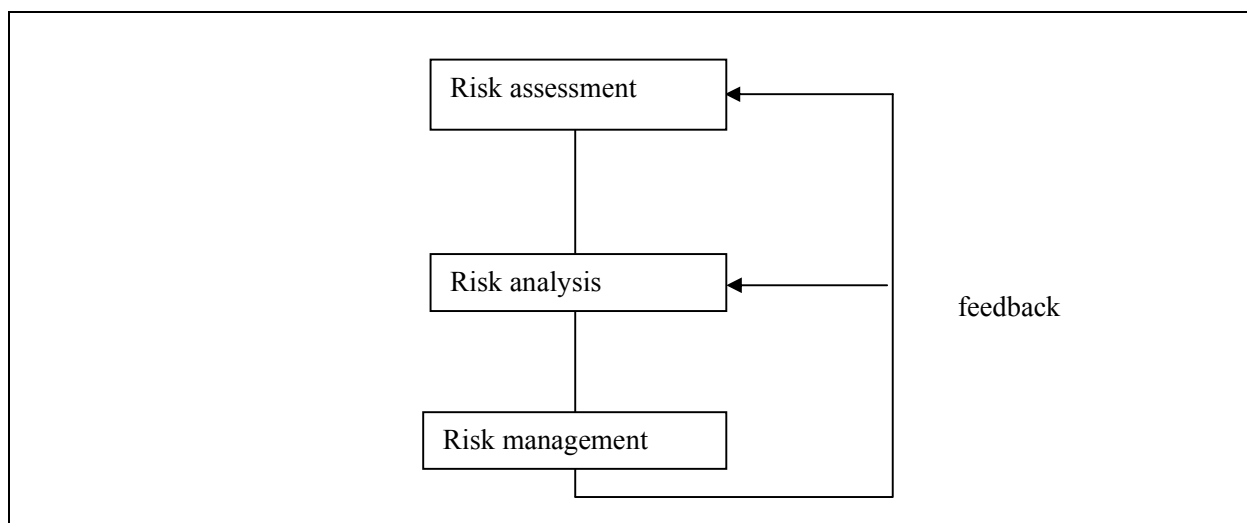 Risk assessment
Risk analysis
feedback
Risk management